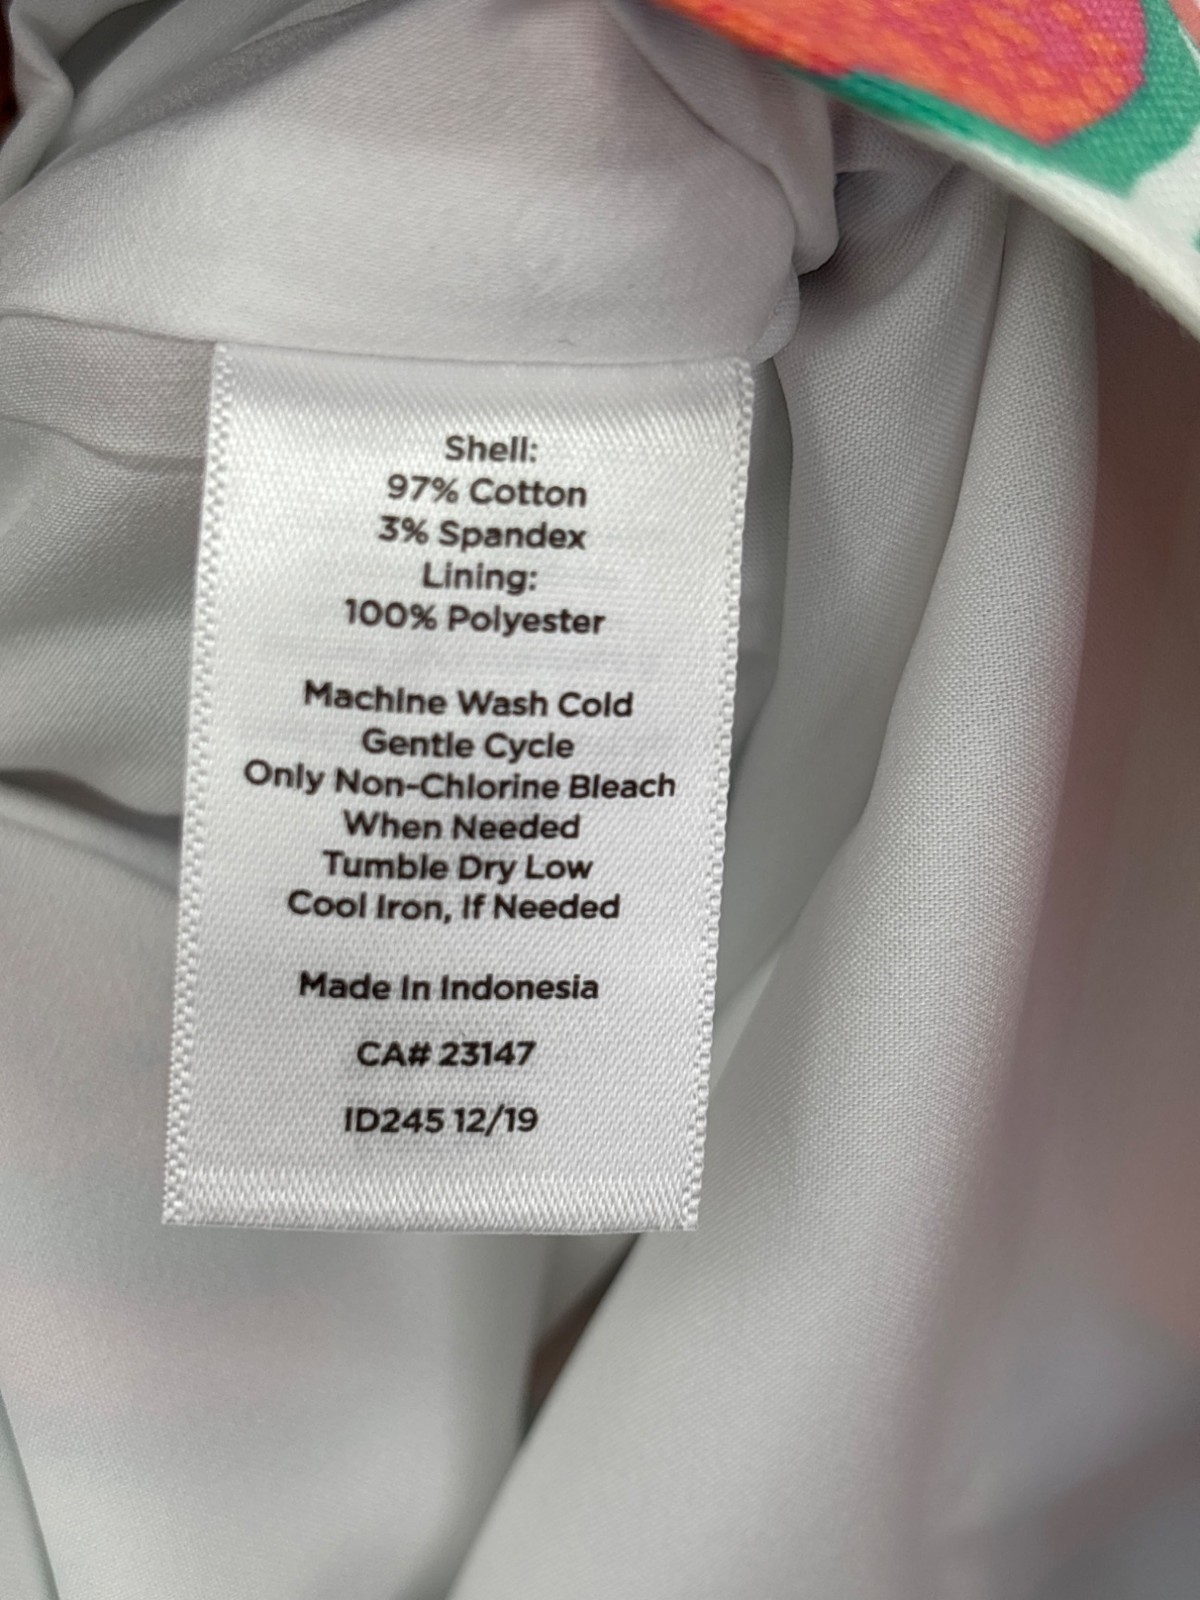 Shell:
97% Cotton
3% Spandex
Lining:
100% Polyester
Machine Wash Cold
Gentle Cycle
Only Non-Chlorine Bleach
When Needed
Tumble Dry Low
Cool Iron, If Needed
Made In Indonesia
CA# 23147
ID245 12/19